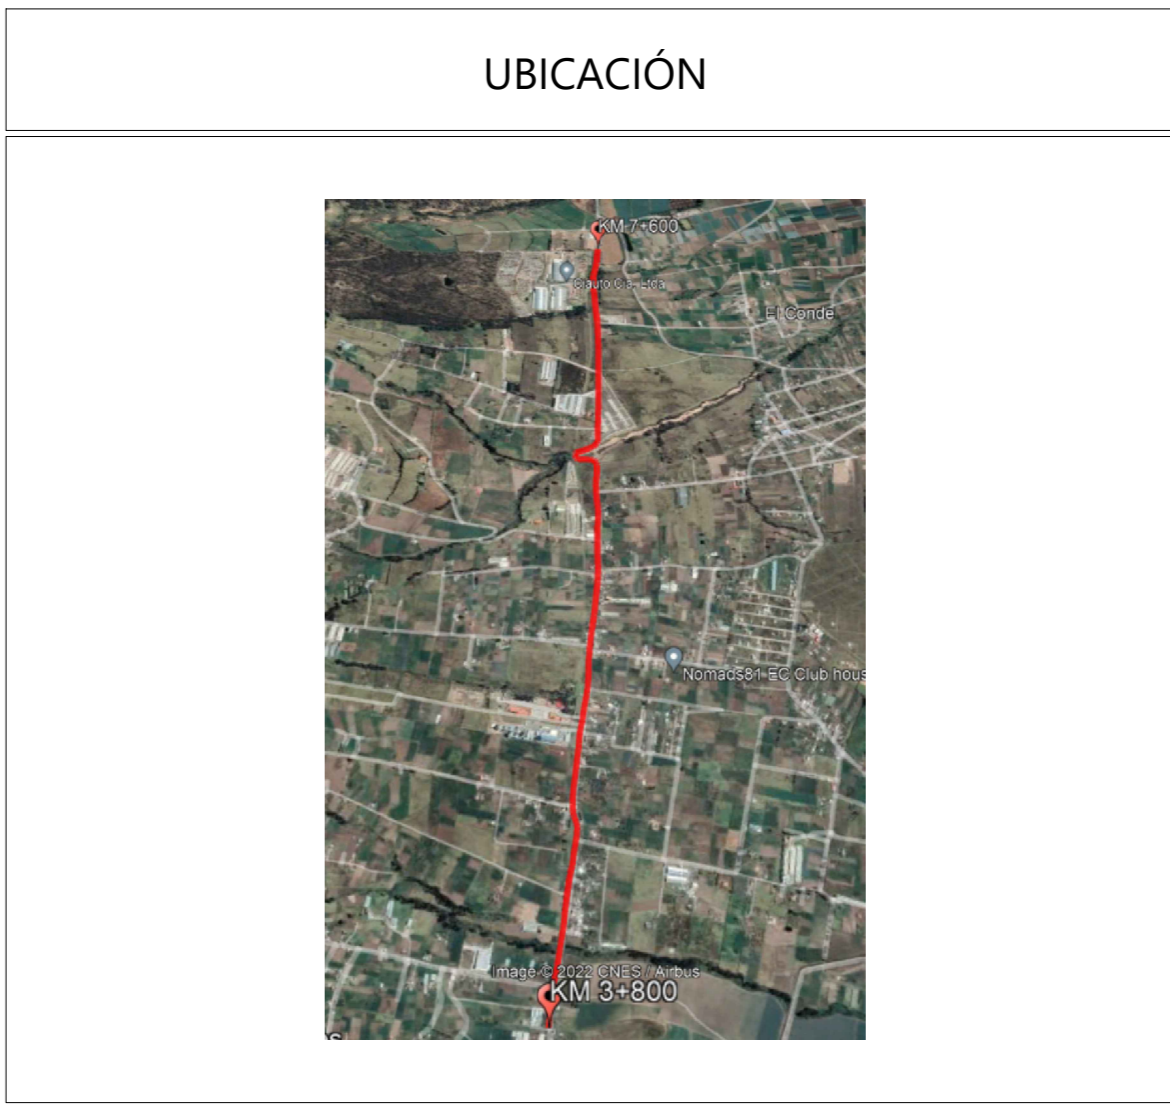 UBICACIÓN
KM 7+600
Ciauto Cia. Ltda
El Conde
Nomads81 EC Club hous
Image © 2022 CNES / Airbus
KM 3+800